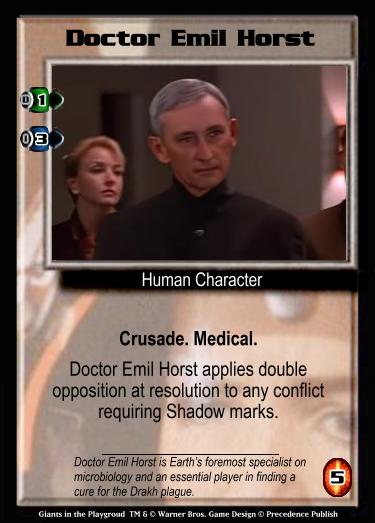 Doctor Emil Horst
D 1
3
Human Character
Crusade. Medical.
Doctor Emil Horst applies double
opposition at resolution to any conflict
requiring Shadow marks.
Doctor Emil Horst is Earth's foremost specialist on
microbiology and an essential player in finding a
cure for the Drakh plague.
5
Giants in the Playgroud TM & © Warner Bros. Game Design © Precedence Publish